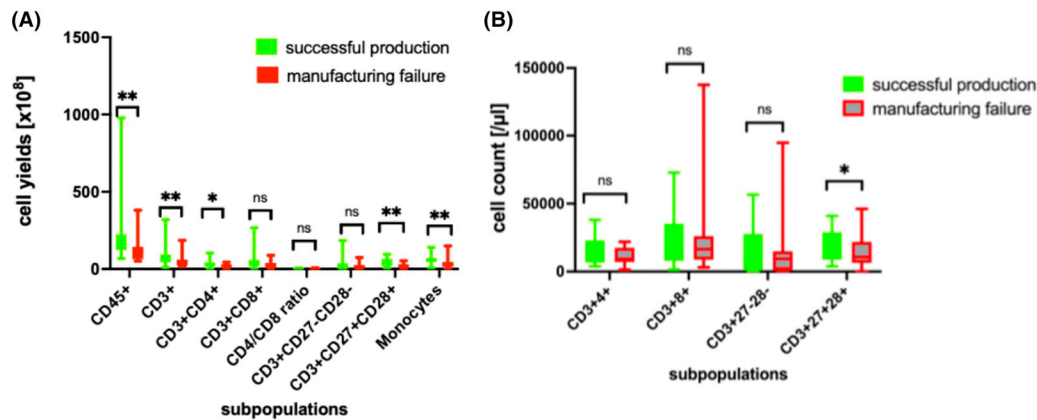 (A)
1500
1000
500
0
cell yields [x10⁸]
successful production
manufacturing failure
**
**
*
ns
ns
ns
**
**
CD45+
CD3+
CD3+CD4+
CD3+CD8+
CD4/CD8 ratio
CD3+CD27-CD28-
CD3+CD27+CD28+
Monocytes
subpopulations
(B)
150000
100000
50000
0
cell count [/µl]
successful production
manufacturing failure
ns
ns
ns
*
CD3+4+
CD3+8+
CD3+27-28-
CD3+27+28+
subpopulations